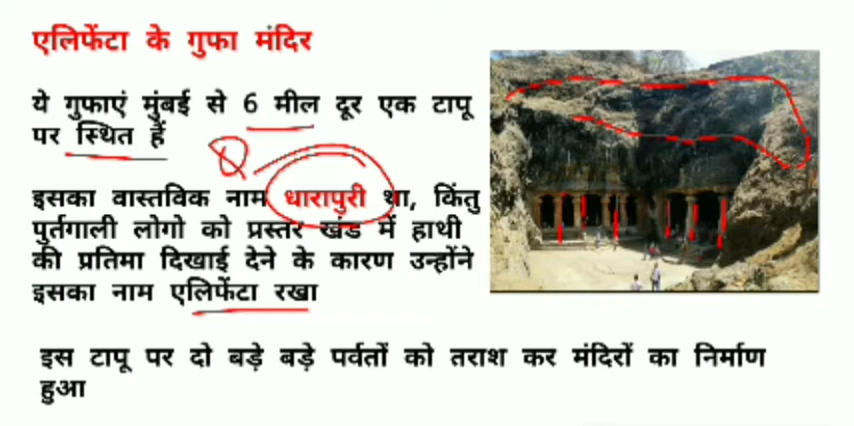 एलिफेंटा के गुफा मंदिर
ये गुफाएं मुंबई से 6 मील दूर एक टापू
पर स्थित हैं
इसका वास्तविक नाम धारापुरी था, किंतु
पुर्तगाली लोगो को प्रस्तर खंड में हाथी
की प्रतिमा दिखाई देने के कारण उन्होंने
इसका नाम एलिफेंटा रखा
इस टापू पर दो बड़े बड़े पर्वतों को तराश कर मंदिरों का निर्माण
हुआ